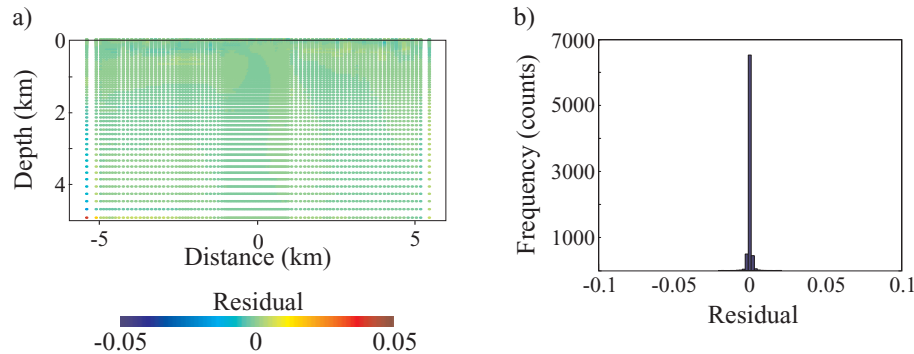 a)
0
2
4
Depth (km)
-5
0
5
Distance (km)
Residual
-0.05
0
0.05
b)
7000
5000
3000
1000
Frequency (counts)
-0.1
-0.05
0
0.05
0.1
Residual